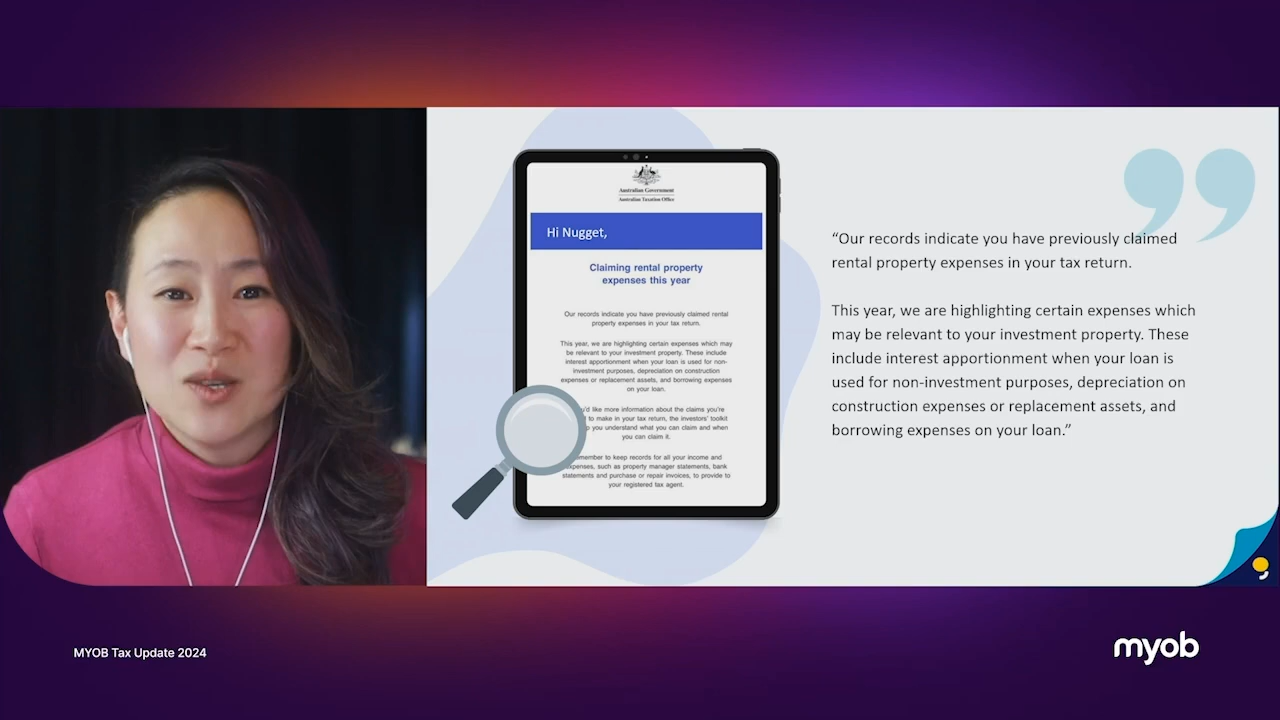 Australian Government
Australian Taxation Office
Hi Nugget,
Claiming rental property
expenses this year
Our records indicate you have previously claimed rental
property expenses in your tax return.
This year, we are highlighting certain expenses which may
be relevant to your investment property. These include
interest apportionment when your loan is used for non-
investment purposes, depreciation on construction
expenses or replacement assets, and borrowing expenses
on your loan.
like more information about the claims you're
to make in your tax return, the investors' toolkit
you understand what you can claim and when
you can claim it.
to keep records for all your income and
expenses, such as property manager statements, bank
statements and purchase or repair invoices, to provide to
your registered tax agent.
“Our records indicate you have previously claimed
rental property expenses in your tax return.
This year, we are highlighting certain expenses which
may be relevant to your investment property. These
include interest apportionment when your loan is
used for non-investment purposes, depreciation on
construction expenses or replacement assets, and
borrowing expenses on your loan.”
MYOB Tax Update 2024
myob